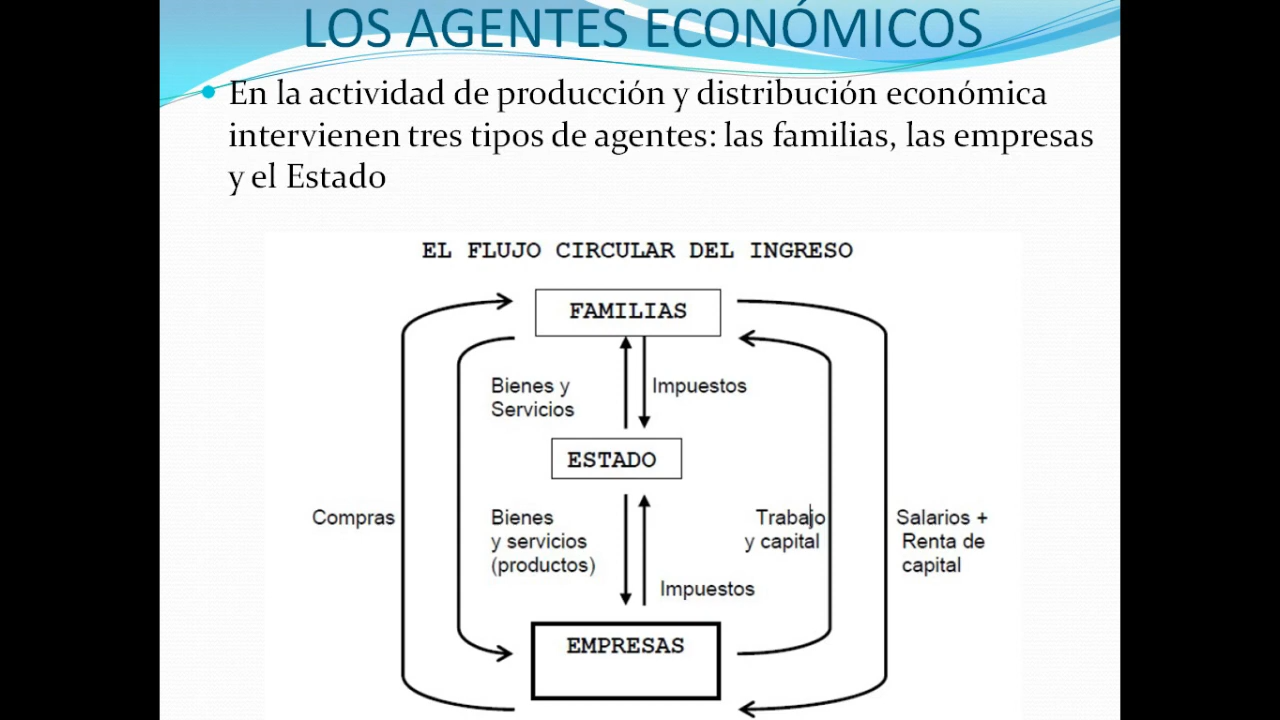 LOS AGENTES ECONÓMICOS
En la actividad de producción y distribución económica
intervienen tres tipos de agentes: las familias, las empresas
y el Estado
EL FLUJO CIRCULAR DEL INGRESO
FAMILIAS
Bienes y
Servicios
Impuestos
ESTADO
Compras
Bienes
y servicios
(productos)
Impuestos
Trabajo
y capital
Salarios +
Renta de
capital
EMPRESAS